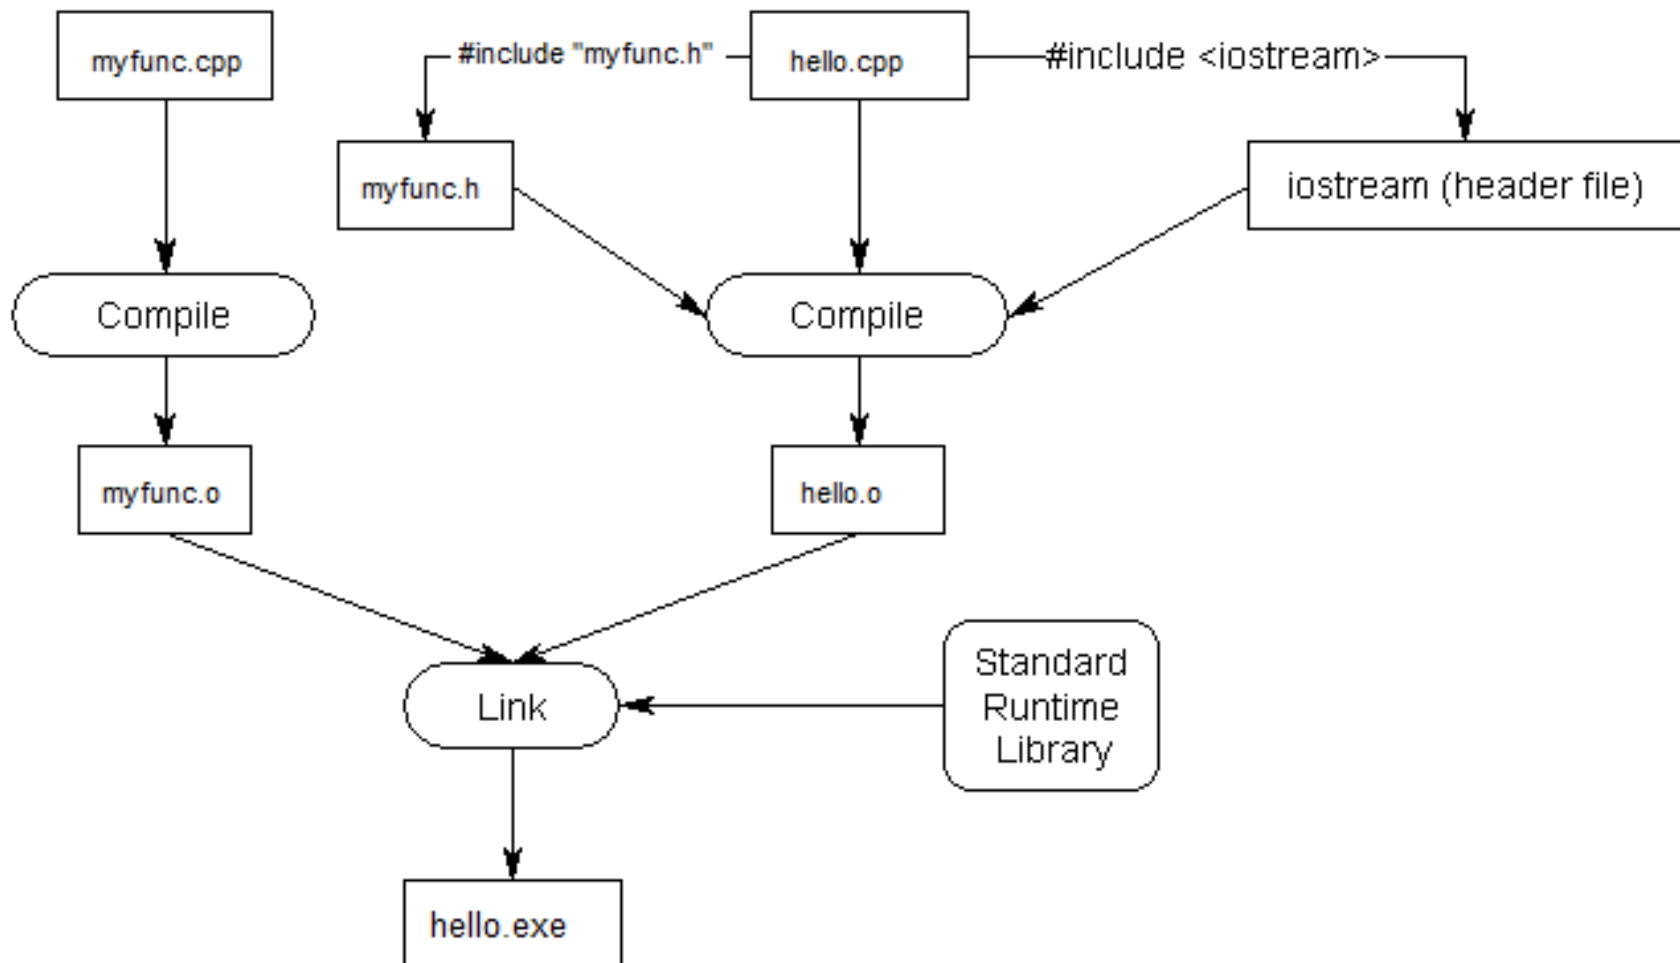 myfunc.cpp
#include "myfunc.h"
hello.cpp
#include <iostream>
myfunc.h
iostream (header file)
Compile
Compile
myfunc.o
hello.o
Standard
Runtime
Library
Link
hello.exe